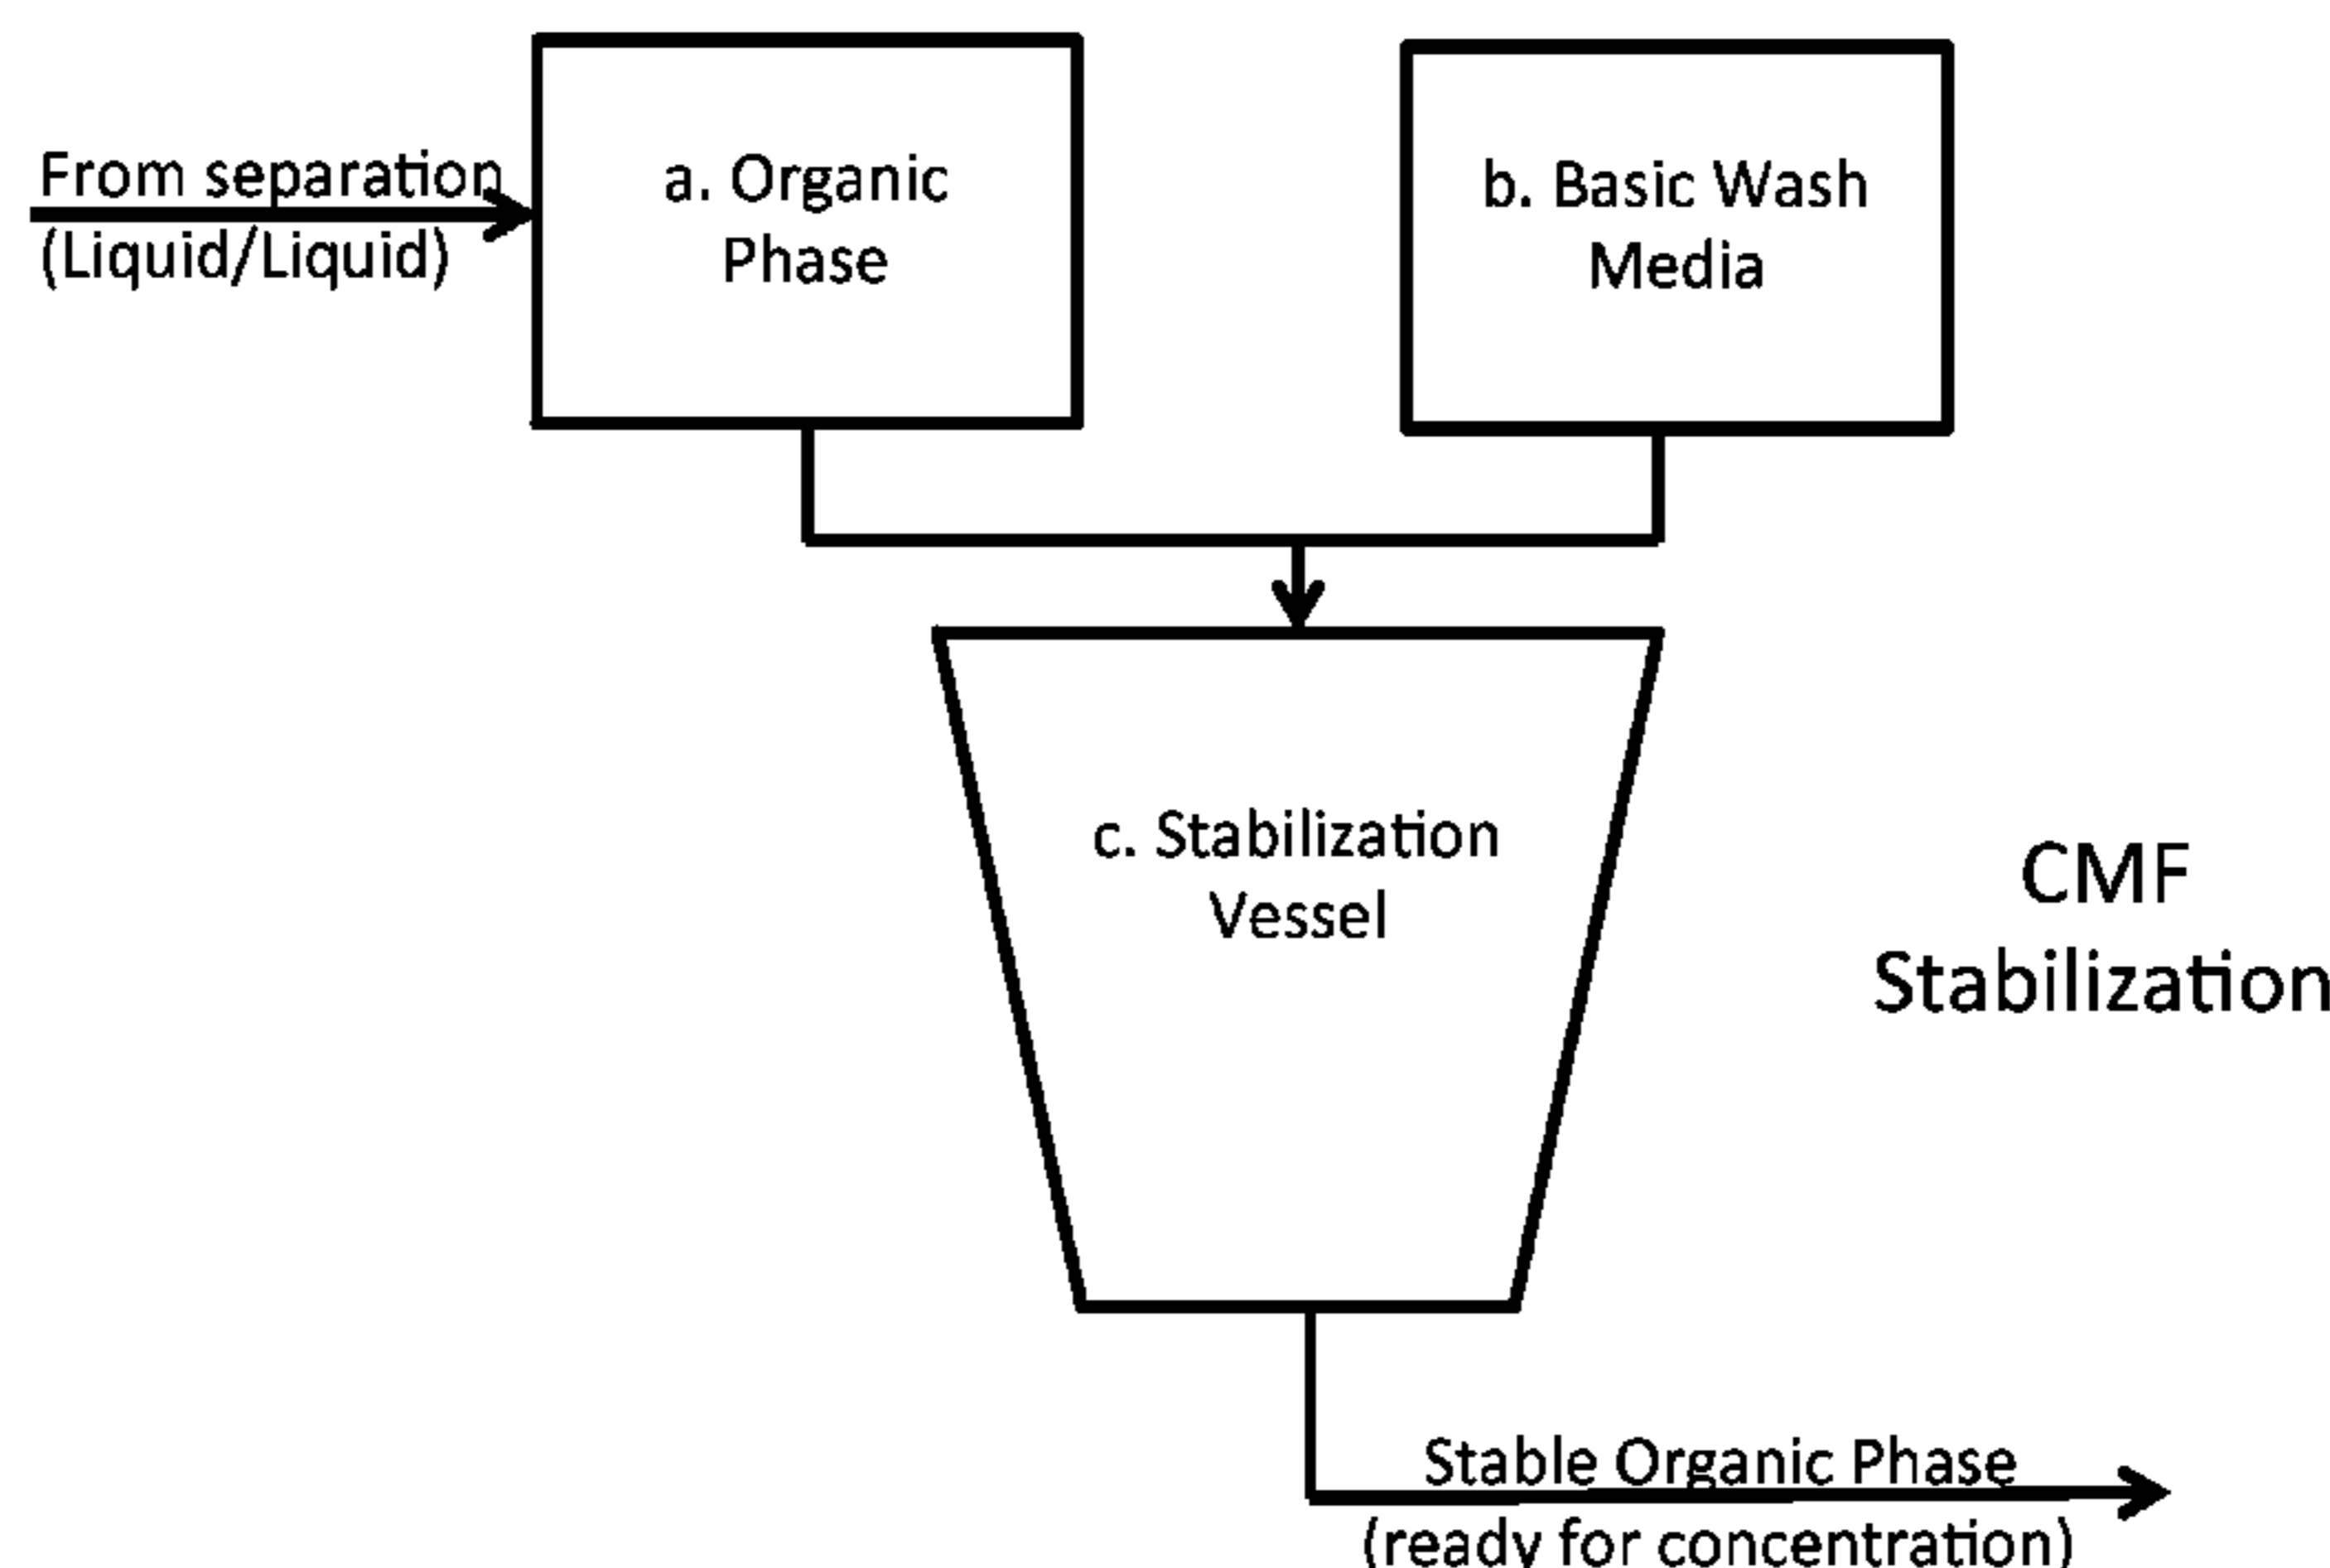 From separation
(Liquid/Liquid)
a. Organic
Phase
b. Basic Wash
Media
c. Stabilization
Vessel
CMF
Stabilization
Stable Organic Phase
(ready for concentration)